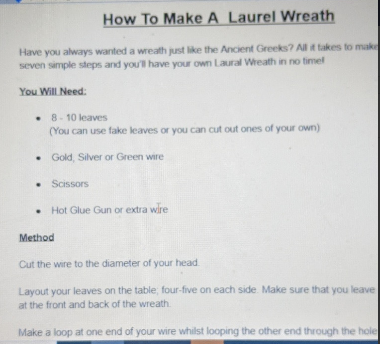 How To Make A Laurel Wreath
Have you always wanted a wreath just like the Ancient Greeks? All it takes to make
seven simple steps and you'll have your own Laural Wreath in no time!
You Will Need:
• 8 - 10 leaves
(You can use fake leaves or you can cut out ones of your own)
• Gold, Silver or Green wire
• Scissors
• Hot Glue Gun or extra wire
Method
Cut the wire to the diameter of your head.
Layout your leaves on the table; four-five on each side. Make sure that you leave
at the front and back of the wreath.
Make a loop at one end of your wire whilst looping the other end through the hole